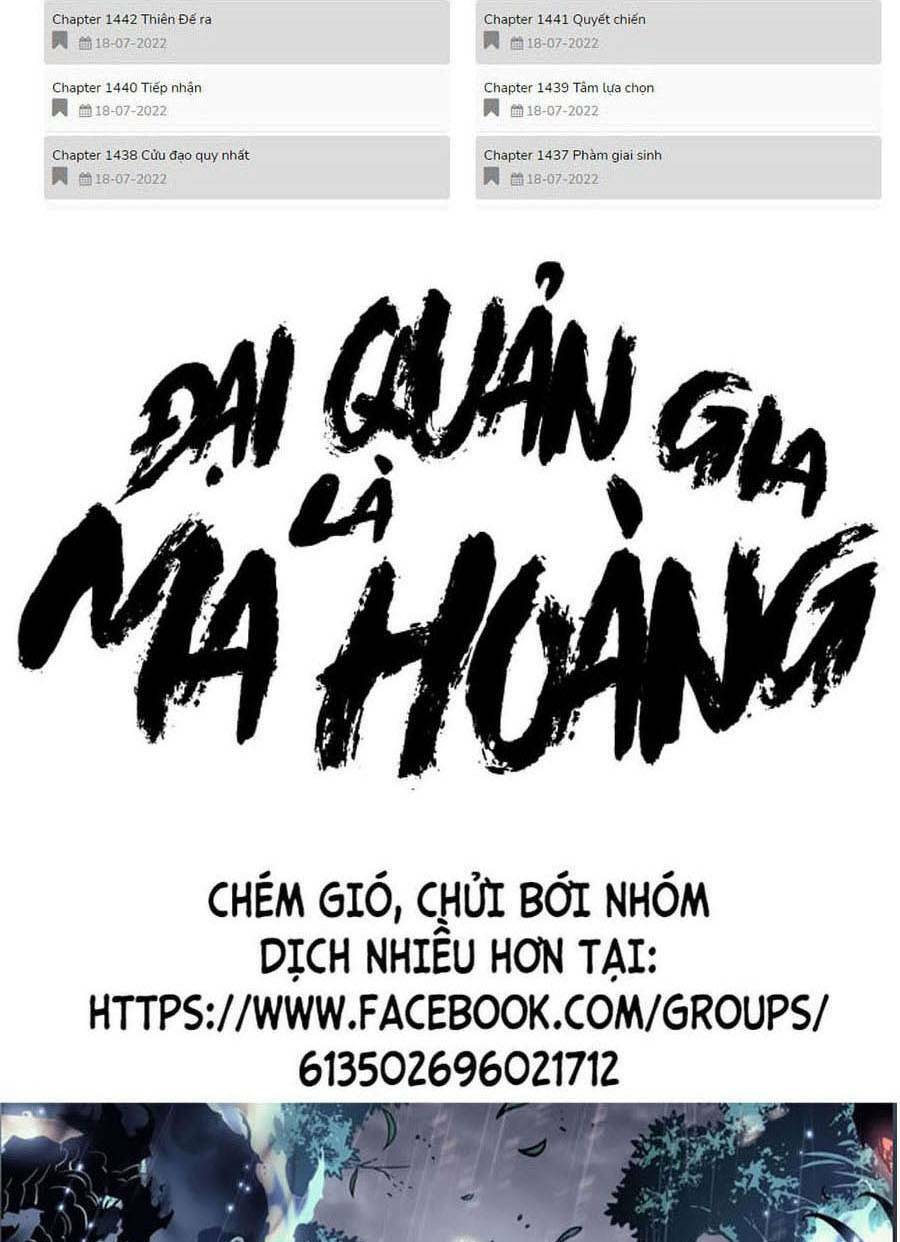 Chapter 1442 Thiên Đế ra
18-07-2022
Chapter 1441 Quyết chiến
18-07-2022
Chapter 1440 Tiếp nhận
18-07-2022
Chapter 1439 Tâm lựa chọn
18-07-2022
Chapter 1438 Cửu đạo quy nhất
18-07-2022
Chapter 1437 Phàm giai sinh
18-07-2022
ĐẠI QUẢN GIA
LÀ
MA HOÀNG
CHÉM GIÓ, CHỬI BỚI NHÓM
DỊCH NHIỀU HƠN TẠI:
HTTPS://WWW.FACEBOOK.COM/GROUPS/
613502696021712